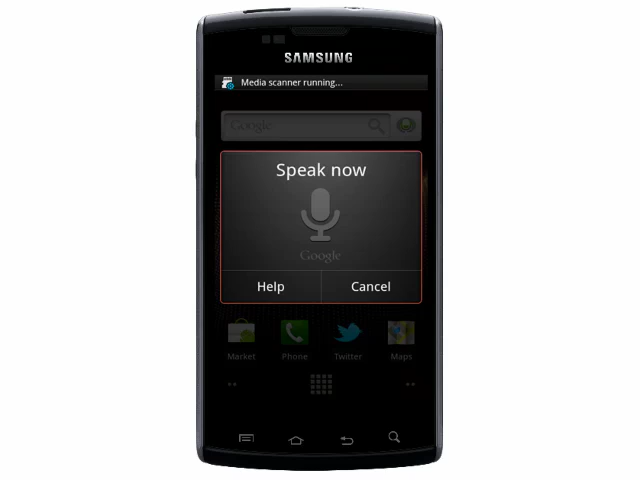 SAMSUNG
Media scanner running...
Google
Speak now
Google
Help Cancel
Market Phone Twitter Maps